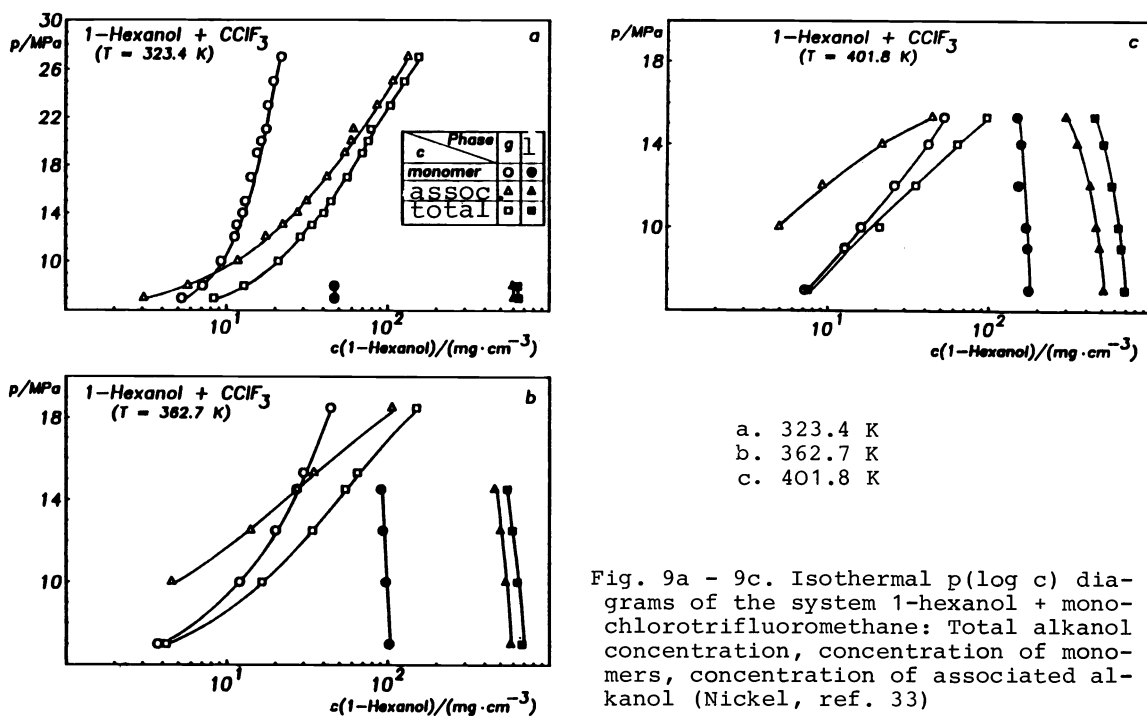 p/MPa
30
26
22
18
14
10
1-Hexanol + CClF3
(T = 323.4 K)
a
c Phase g l
monomer
assoc.
total
10^1 10^2
c(1-Hexanol)/(mg·cm^-3)
p/MPa
18
14
10
1-Hexanol + CClF3
(T = 401.8 K)
c
10^1 10^2
c(1-Hexanol)/(mg·cm^-3)
p/MPa
18
14
10
1-Hexanol + CClF3
(T = 362.7 K)
b
10^1 10^2
c(1-Hexanol)/(mg·cm^-3)
a. 323.4 K
b. 362.7 K
c. 401.8 K
Fig. 9a - 9c. Isothermal p(log c) dia-
grams of the system 1-hexanol + mono-
chlorotrifluoromethane: Total alkanol
concentration, concentration of mono-
mers, concentration of associated al-
kanol (Nickel, ref. 33)